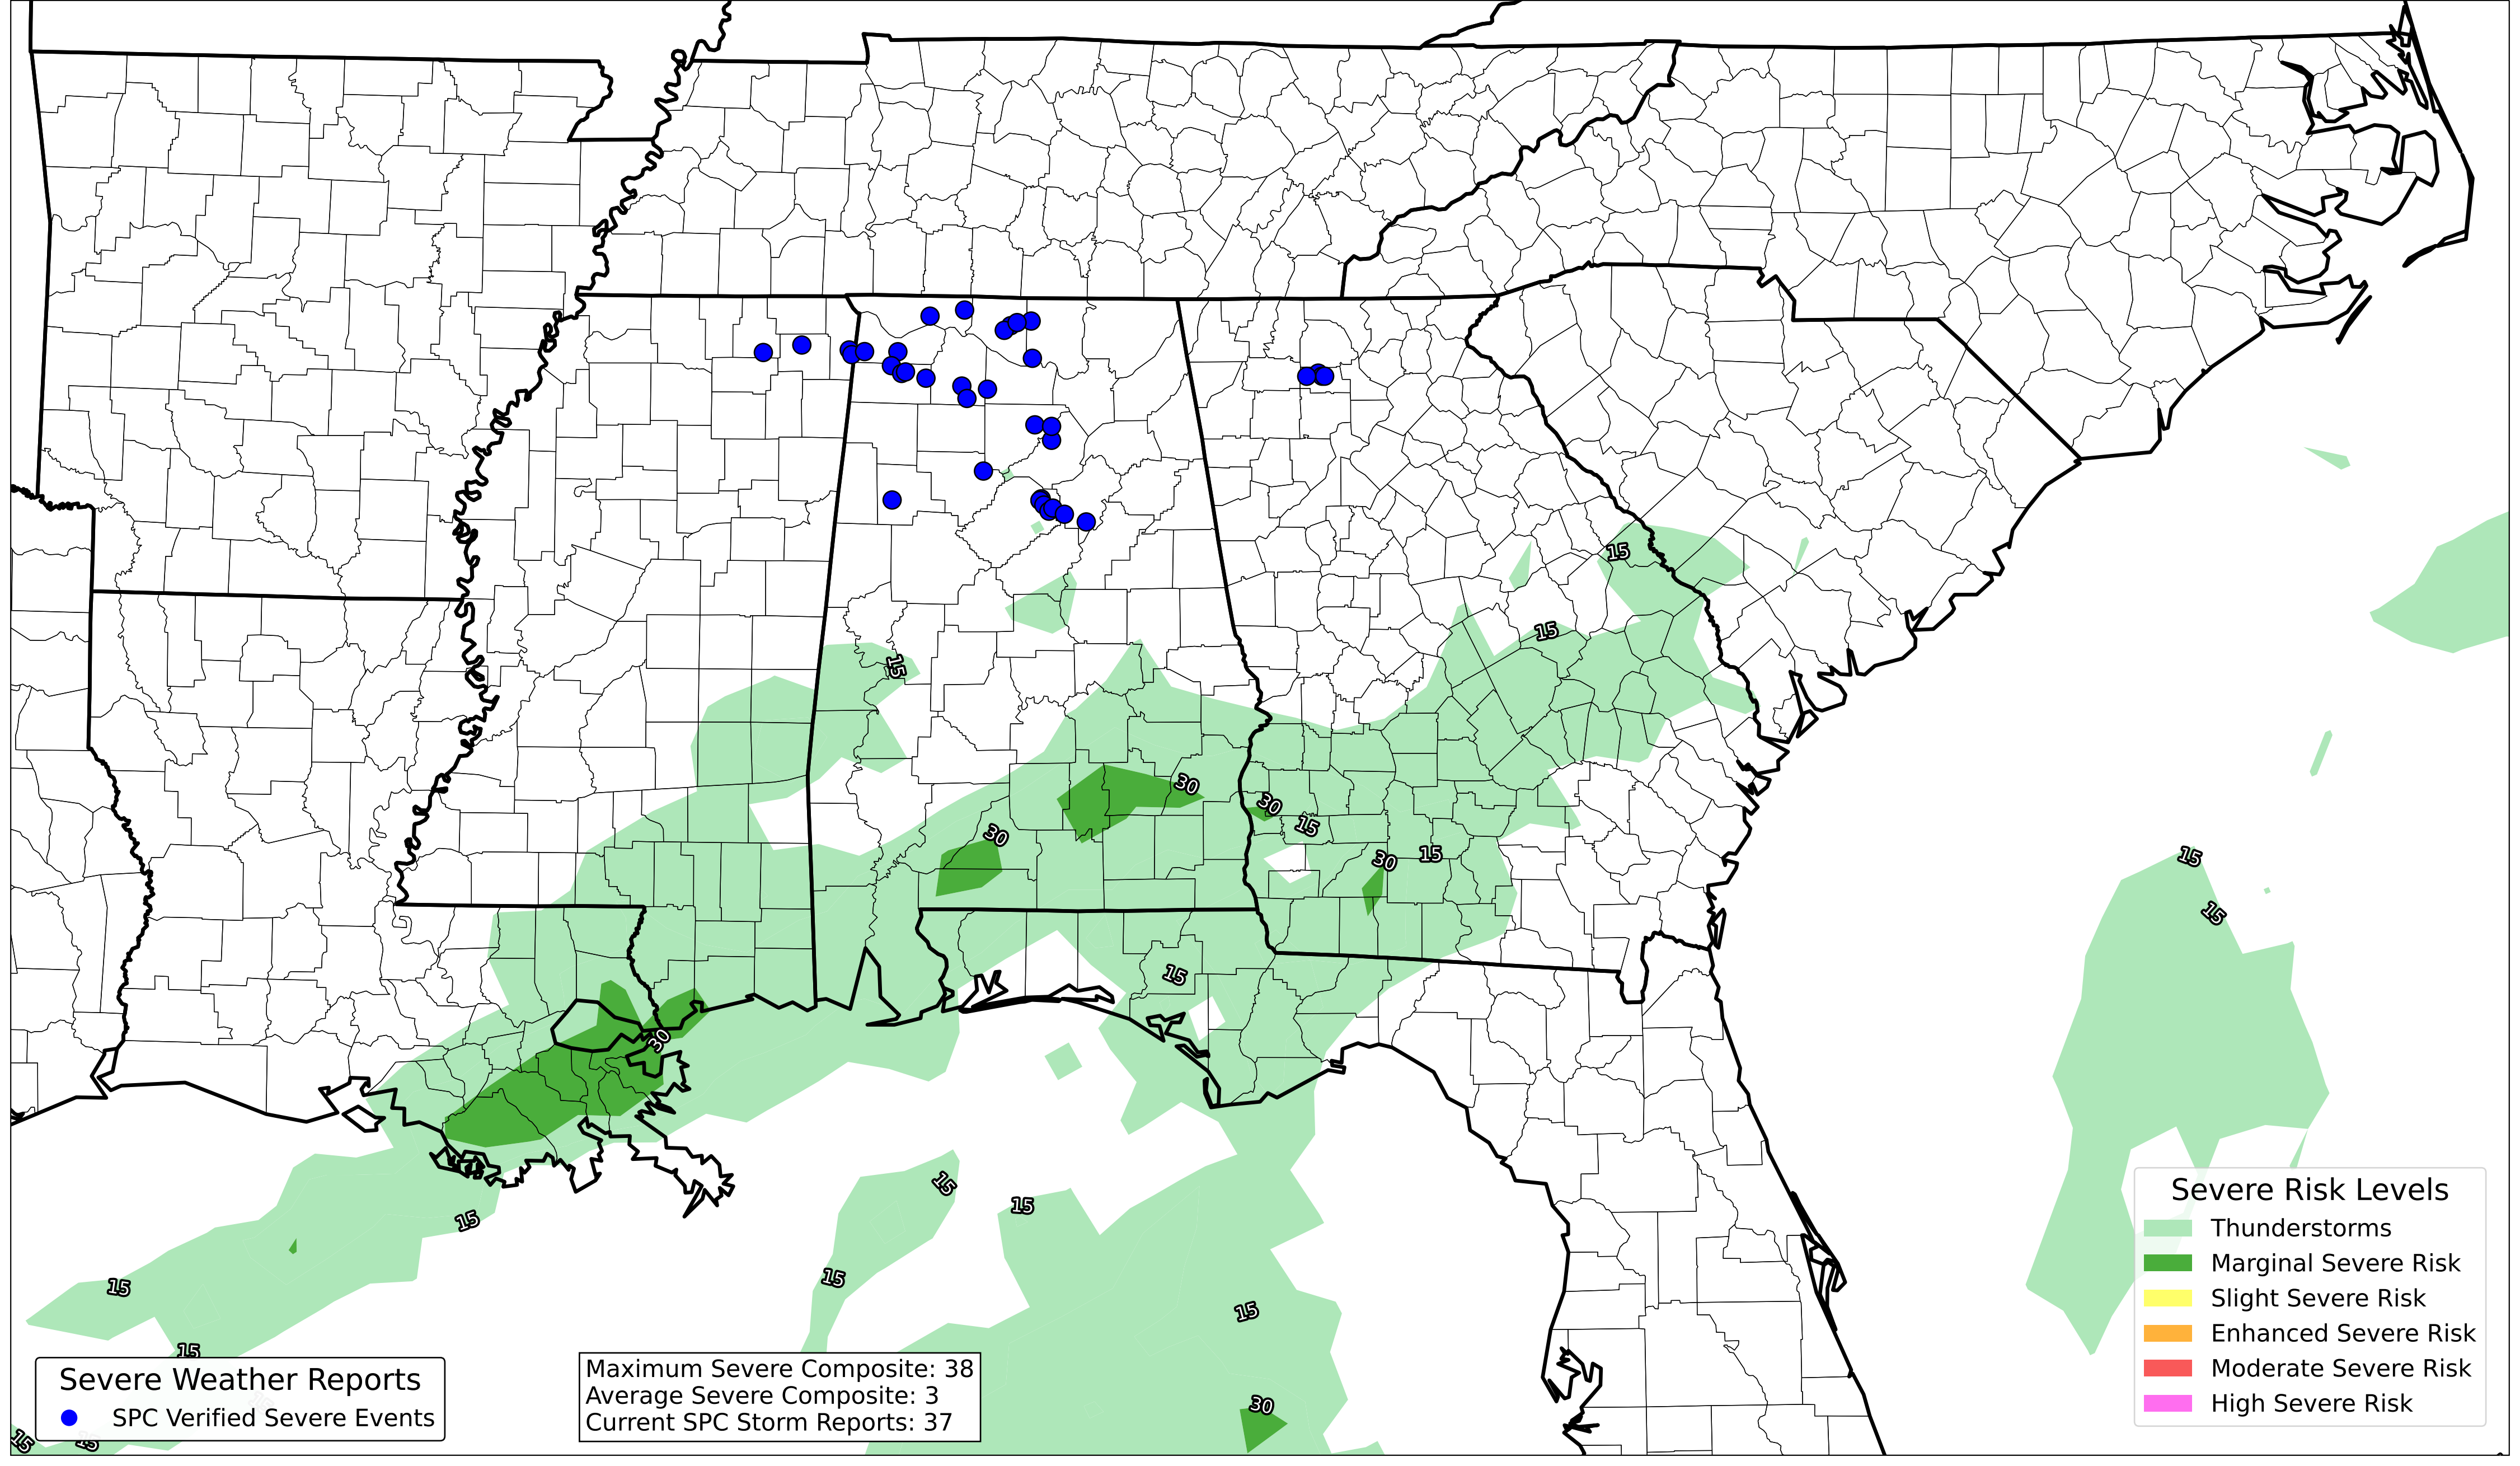 15
15
15
30
30
30
15
30
15
15
15
15
30
15
15
15
15
15
15
15
30
15
15
Severe Weather Reports
SPC Verified Severe Events
Maximum Severe Composite: 38
Average Severe Composite: 3
Current SPC Storm Reports: 37
Severe Risk Levels
Thunderstorms
Marginal Severe Risk
Slight Severe Risk
Enhanced Severe Risk
Moderate Severe Risk
High Severe Risk